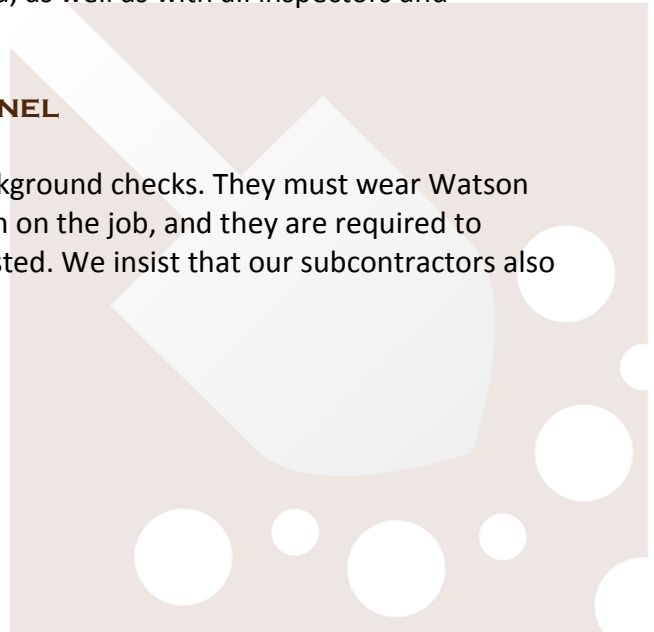 as well as with all inspectors and
NEL
kground checks. They must wear Watson
on the job, and they are required to
sted. We insist that our subcontractors also